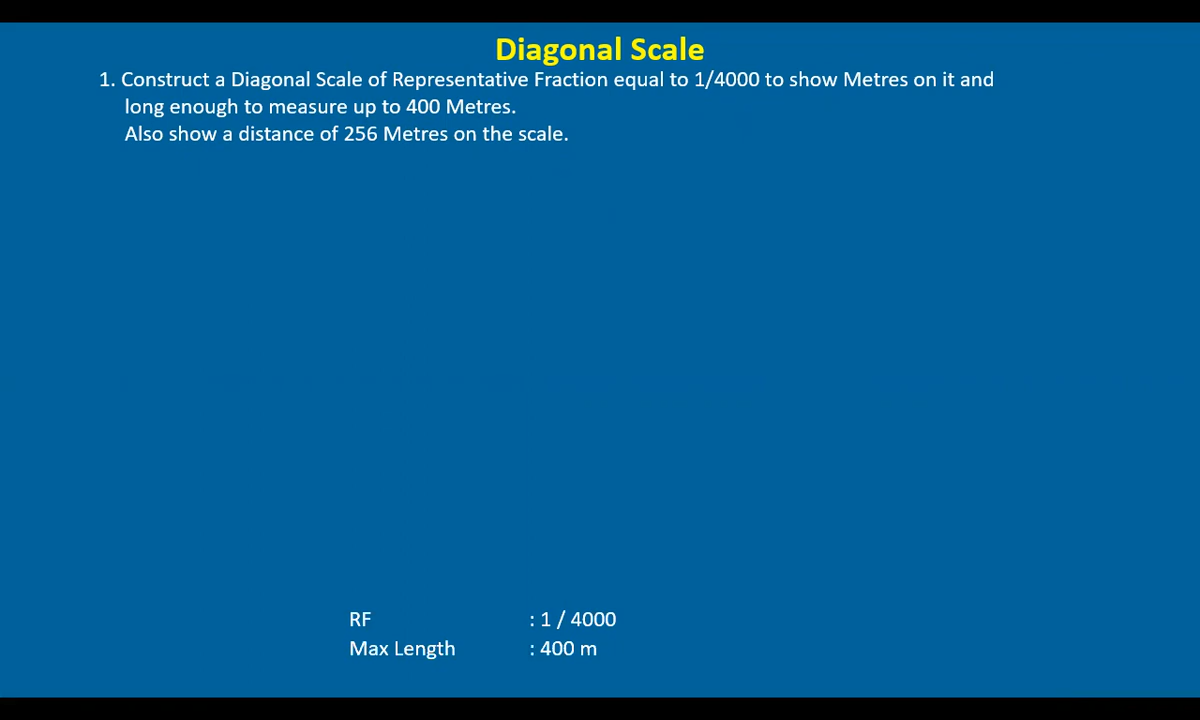 Diagonal Scale
1. Construct a Diagonal Scale of Representative Fraction equal to 1/4000 to show Metres on it and
long enough to measure up to 400 Metres.
Also show a distance of 256 Metres on the scale.
RF : 1 / 4000
Max Length : 400 m